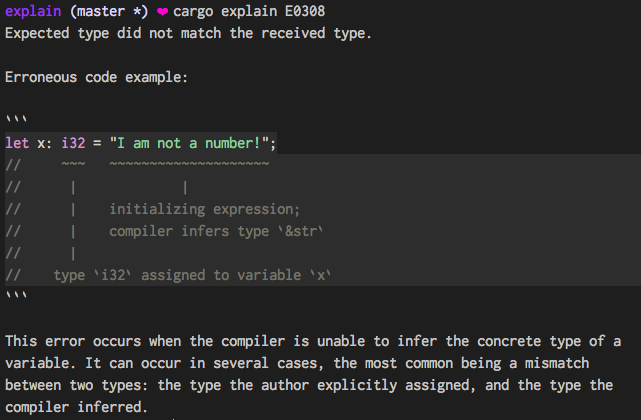 explain (master *) ❤ cargo explain E0308
Expected type did not match the received type.

Erroneous code example:

```
let x: i32 = "I am not a number!";
//     ~~~   ~~~~~~~~~~~~~~~~~~~~
//      |             |
//      |    initializing expression;
//      |    compiler infers type `&str`
//      |
//    type `i32` assigned to variable `x`
```

This error occurs when the compiler is unable to infer the concrete type of a
variable. It can occur in several cases, the most common being a mismatch
between two types: the type the author explicitly assigned, and the type the
compiler inferred.